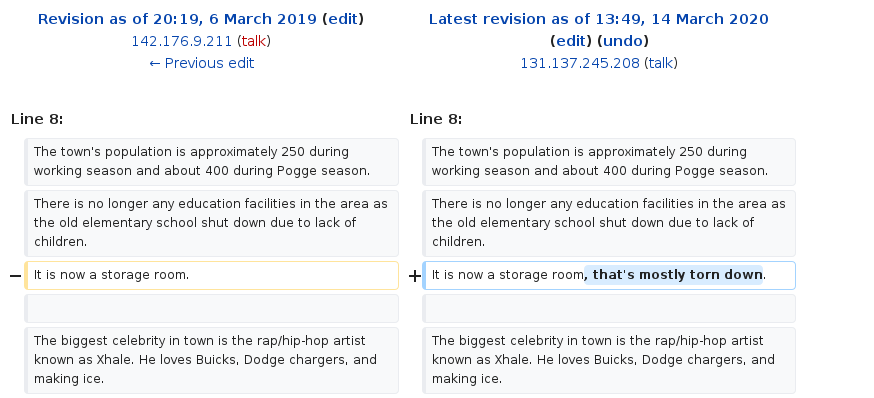 Revision as of 20:19, 6 March 2019 (edit)
142.176.9.211 (talk)
← Previous edit
Latest revision as of 13:49, 14 March 2020
(edit) (undo)
131.137.245.208 (talk)
Line 8:
Line 8:
The town's population is approximately 250 during
working season and about 400 during Pogge season.
The town's population is approximately 250 during
working season and about 400 during Pogge season.
There is no longer any education facilities in the area as
the old elementary school shut down due to lack of
children.
There is no longer any education facilities in the area as
the old elementary school shut down due to lack of
children.
− It is now a storage room.
+ It is now a storage room, that's mostly torn down.
The biggest celebrity in town is the rap/hip-hop artist
known as Xhale. He loves Buicks, Dodge chargers, and
making ice.
The biggest celebrity in town is the rap/hip-hop artist
known as Xhale. He loves Buicks, Dodge chargers, and
making ice.